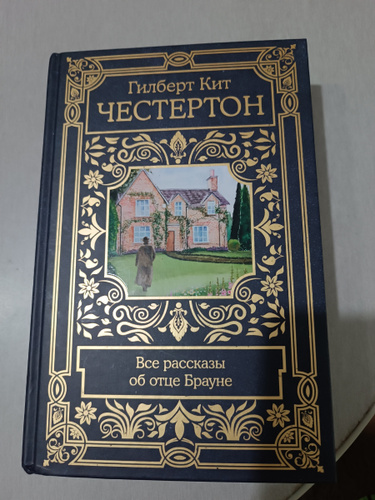 Гилберт Кит
ЧЕСТЕРТОН
Все рассказы
об отце Брауне